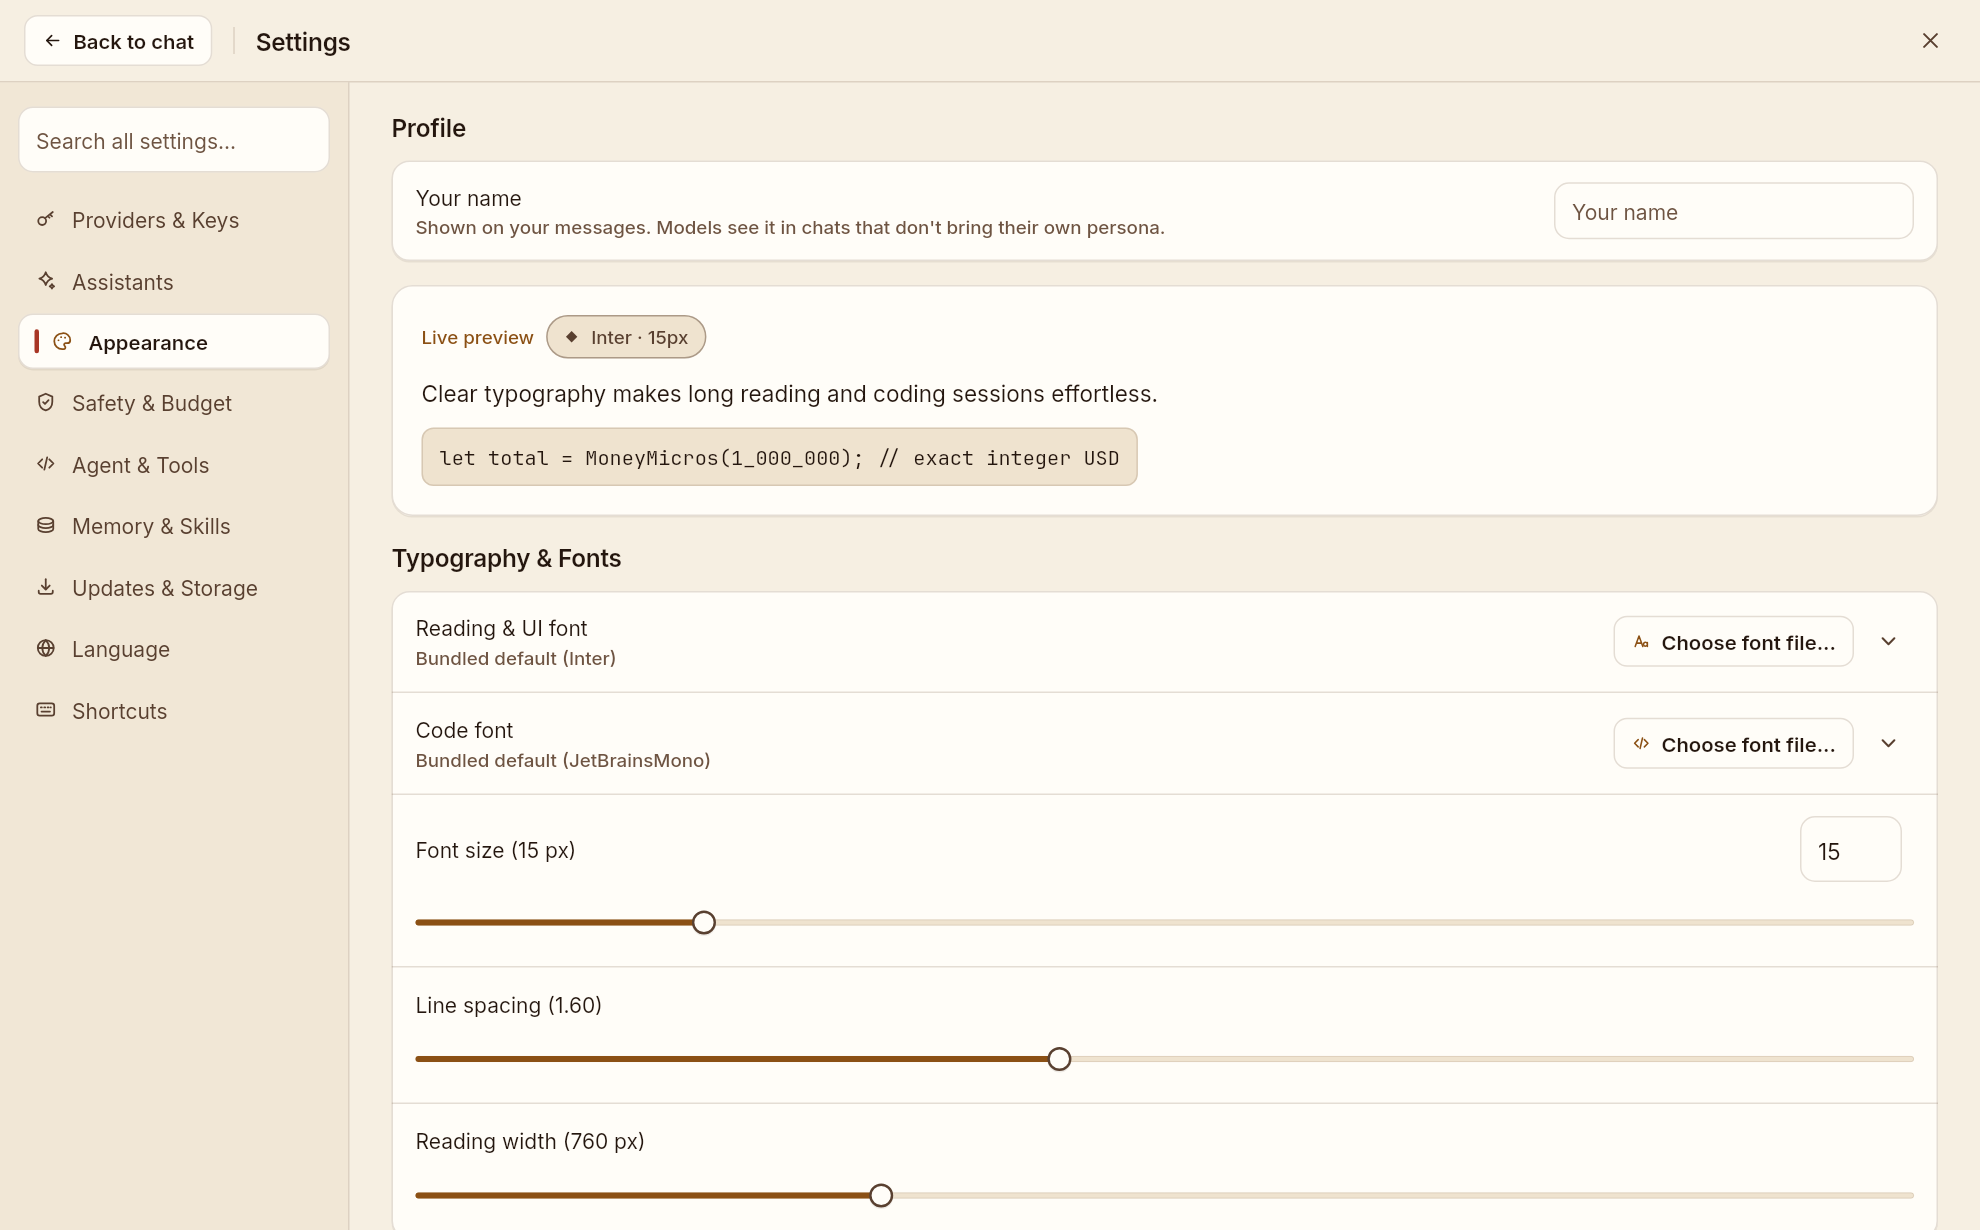 Back to chat
Settings
Search all settings...
Providers & Keys
Assistants
Appearance
Safety & Budget
Agent & Tools
Memory & Skills
Updates & Storage
Language
Shortcuts
Profile
Your name
Shown on your messages. Models see it in chats that don't bring their own persona.
Your name
Live preview
Inter · 15px
Clear typography makes long reading and coding sessions effortless.
let total = MoneyMicros(1_000_000); // exact integer USD
Typography & Fonts
Reading & UI font
Bundled default (Inter)
Choose font file...
Code font
Bundled default (JetBrainsMono)
Choose font file...
Font size (15 px)
15
Line spacing (1.60)
Reading width (760 px)